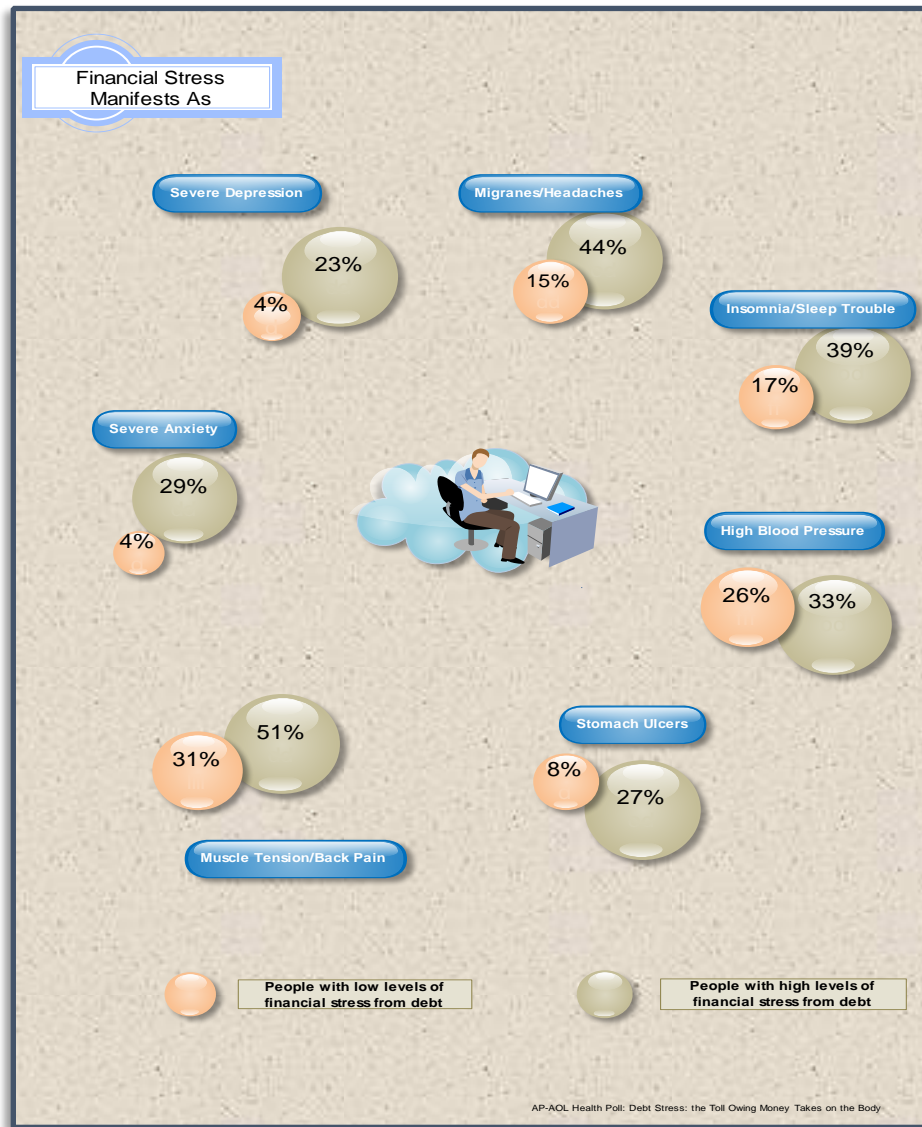 Financial Stress
Manifests As
Severe Depression
23%
4%
Migranes/Headaches
44%
15%
Insomnia/Sleep Trouble
39%
17%
Severe Anxiety
29%
4%
High Blood Pressure
26%
33%
51%
31%
Muscle Tension/Back Pain
Stomach Ulcers
8%
27%
People with low levels of
financial stress from debt
People with high levels of
financial stress from debt
AP-AOL Health Poll: Debt Stress: the Toll Owing Money Takes on the Body